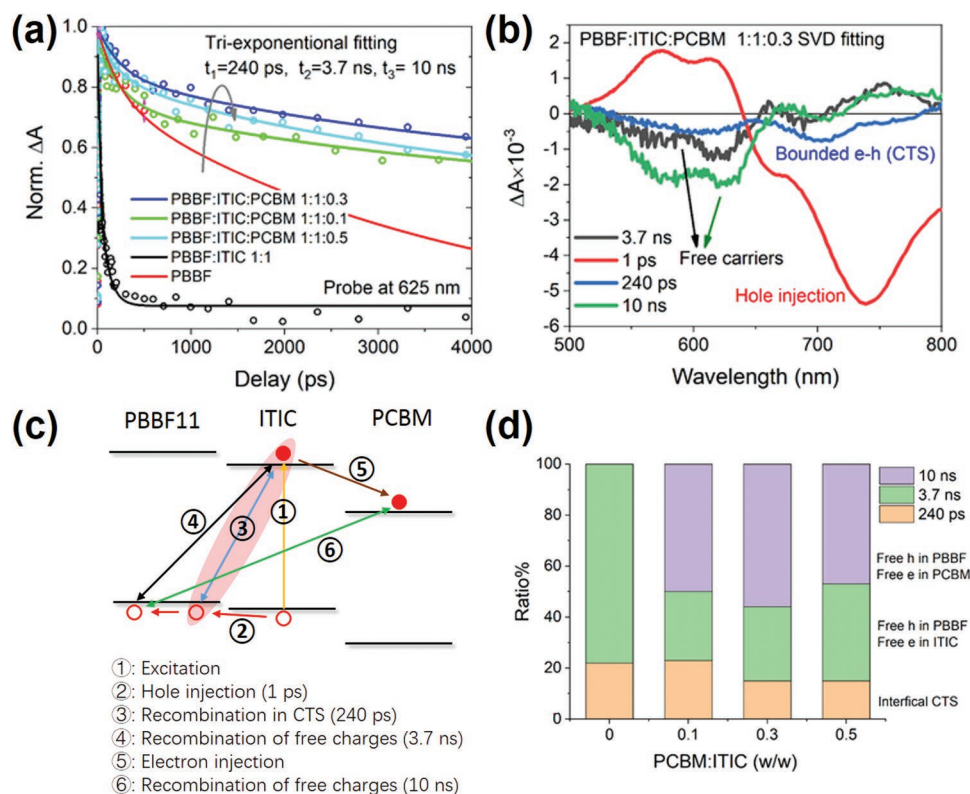 (a)
Tri-exponential fitting
t₁=240 ps, t₂=3.7 ns, t₃= 10 ns
PBBF:ITIC:PCBM 1:1:0.3
PBBF:ITIC:PCBM 1:1:0.1
PBBF:ITIC:PCBM 1:1:0.5
PBBF:ITIC 1:1
PBBF
Probe at 625 nm
Norm. ΔA
1.0
0.8
0.6
0.4
0.2
0.0
0
1000
2000
3000
4000
Delay (ps)
(b)
PBBF:ITIC:PCBM 1:1:0.3 SVD fitting
Bounded e-h (CTS)
Free carriers
Hole injection
3.7 ns
1 ps
240 ps
10 ns
ΔA×10⁻³
2
1
0
-1
-2
-3
-4
-5
-6
500
600
700
800
Wavelength (nm)
(c)
PBBF11
ITIC
PCBM
⑤
④
③
①
⑥
②
①: Excitation
②: Hole injection (1 ps)
③: Recombination in CTS (240 ps)
④: Recombination of free charges (3.7 ns)
⑤: Electron injection
⑥: Recombination of free charges (10 ns)
(d)
10 ns
3.7 ns
240 ps
Free h in PBBF
Free e in PCBM
Free h in PBBF
Free e in ITIC
Interfical CTS
Ratio%
100
80
60
40
20
0
0
0.1
0.3
0.5
PCBM:ITIC (w/w)